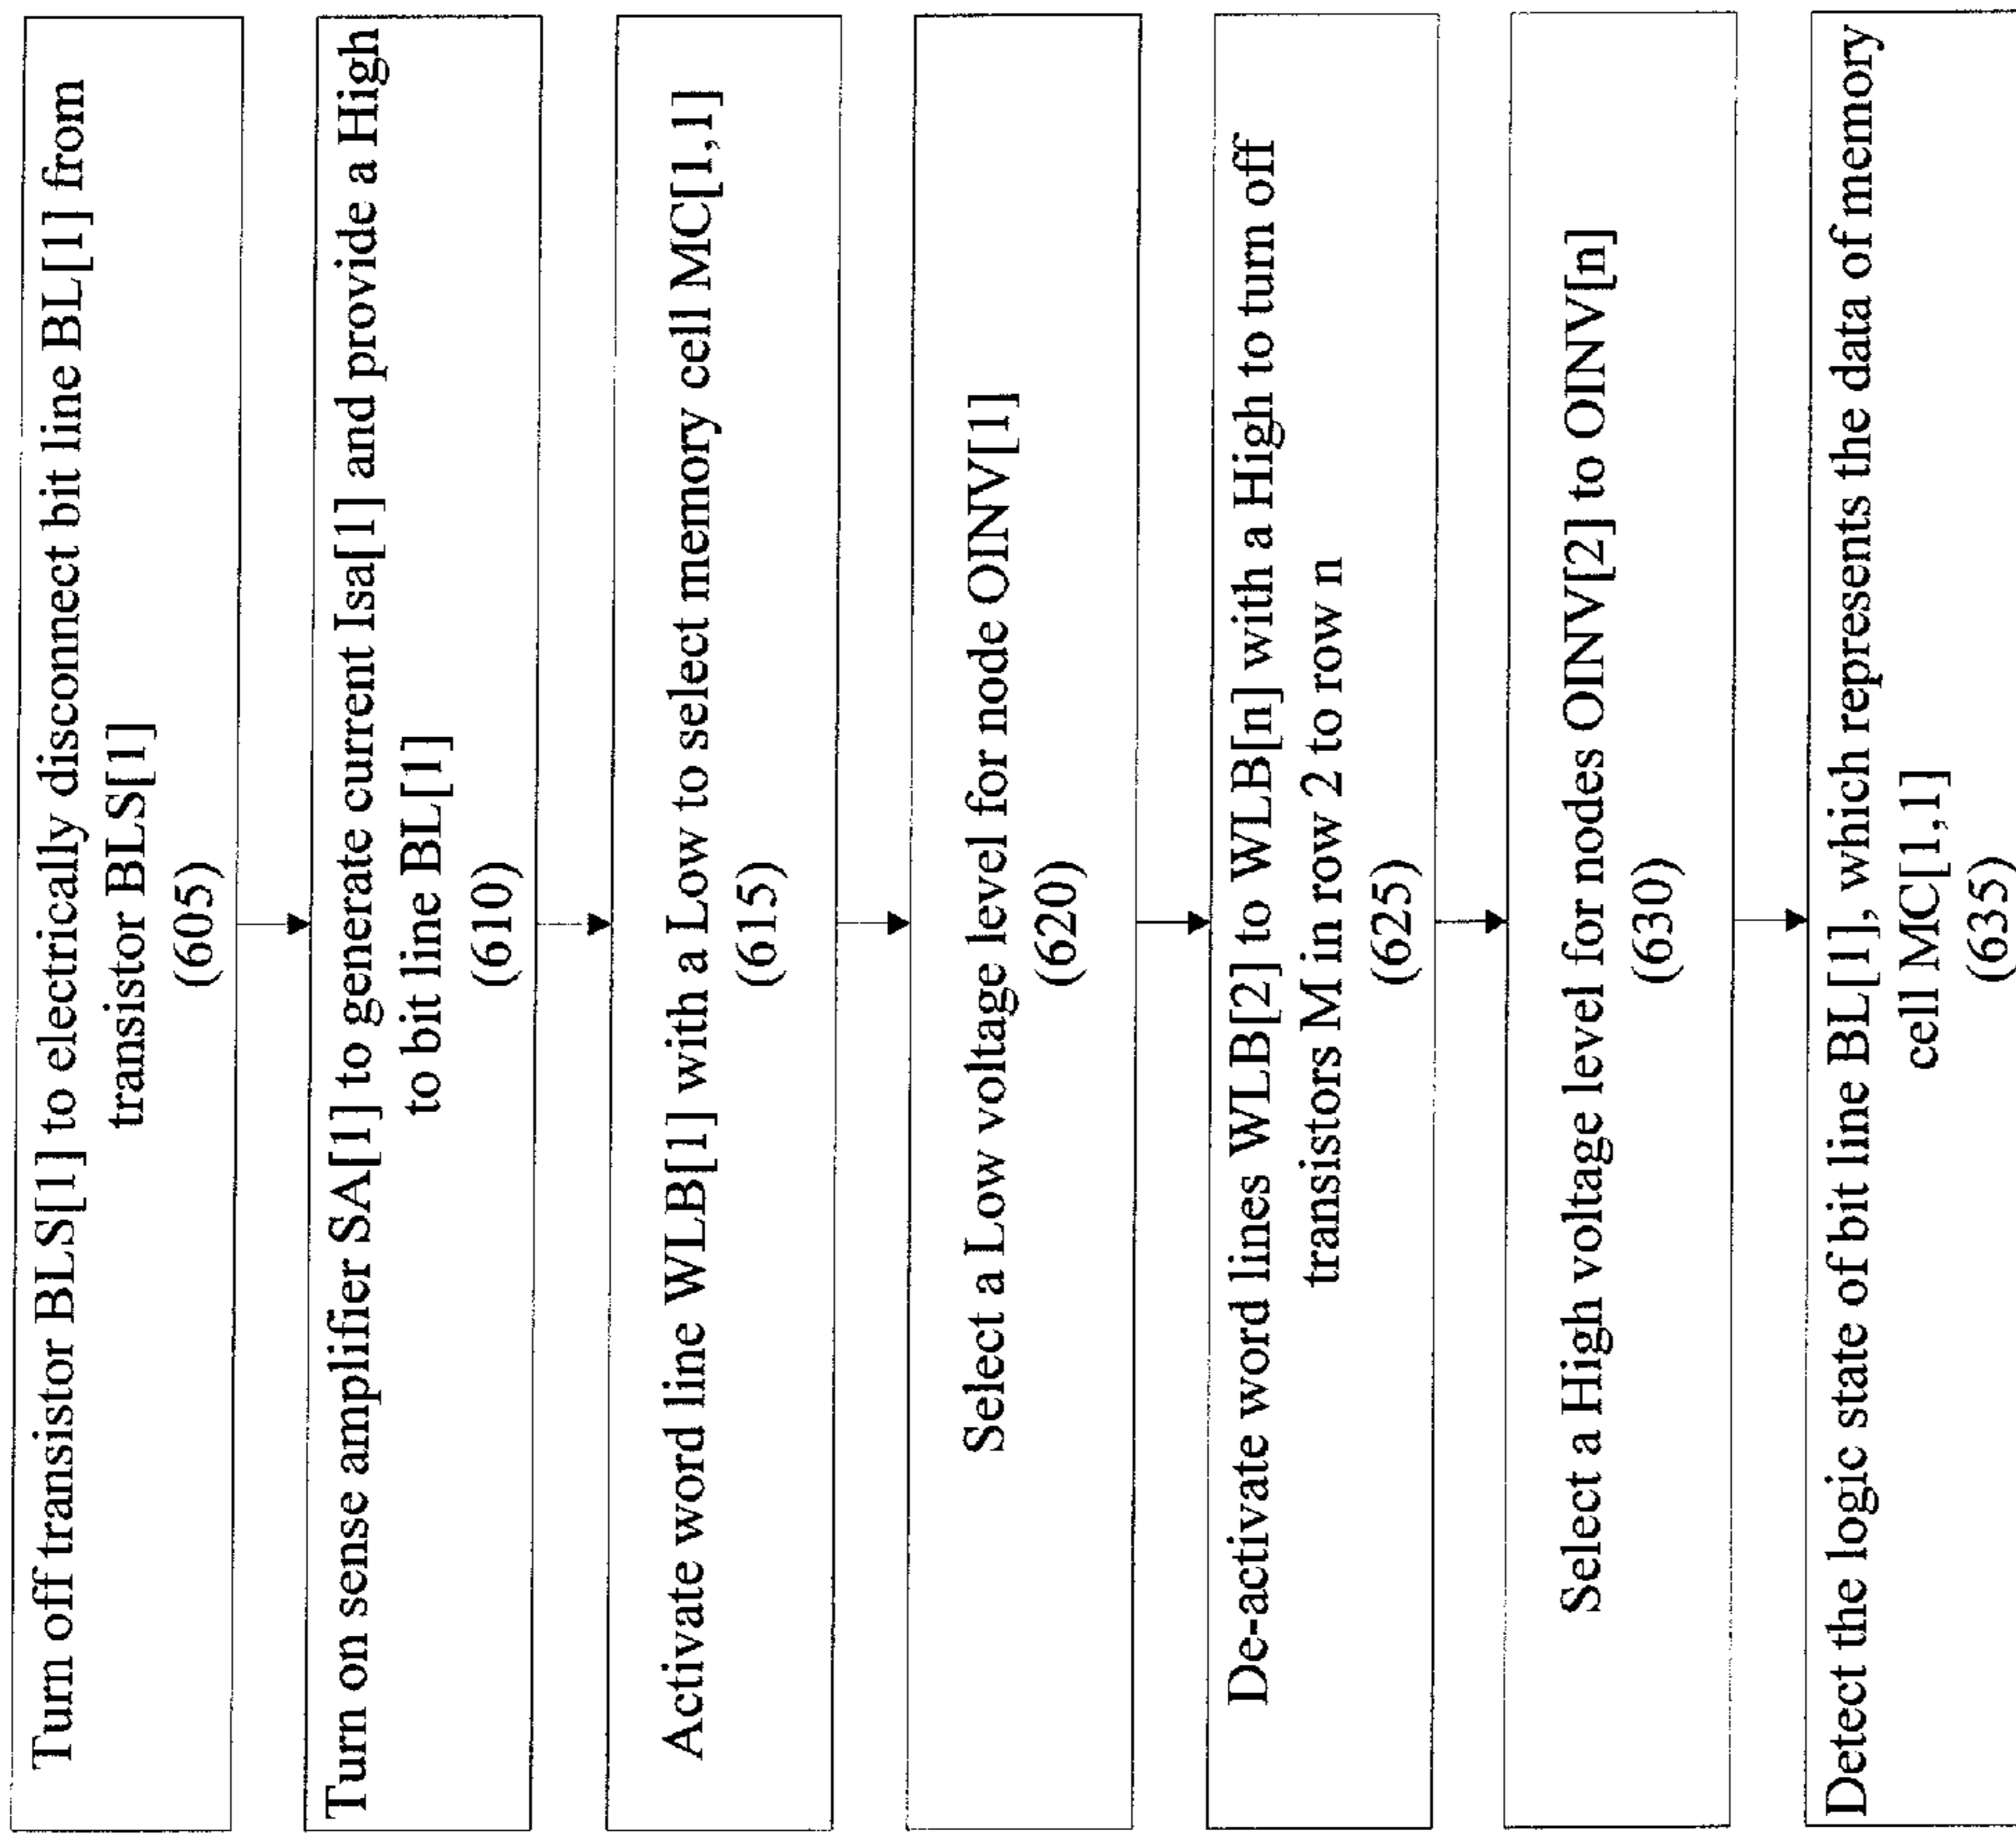 Turn off transistor BLS[1] to electrically disconnect bit line BL[1] from
transistor BLS[1]
(605)
Turn on sense amplifier SA[1] to generate current Isa[1] and provide a High
to bit line BL[1]
(610)
Activate word line WLB[1] with a Low to select memory cell MC[1,1]
(615)
Select a Low voltage level for node OINV[1]
(620)
De-activate word lines WLB[2] to WLB[n] with a High to turn off
transistors M in row 2 to row n
(625)
Select a High voltage level for nodes OINV[2] to OINV[n]
(630)
Detect the logic state of bit line BL[1], which represents the data of memory
cell MC[1,1]
(635)